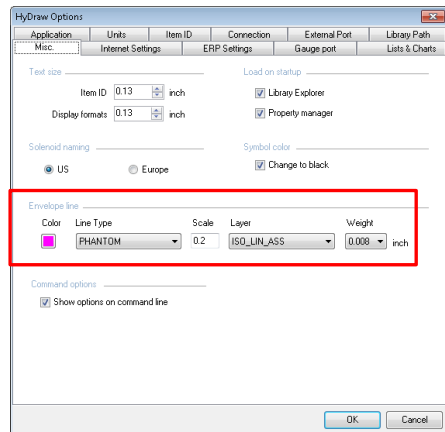 HyDraw Options
Application Units Item ID Connection External Port Library Path
Misc. Internet Settings ERP Settings Gauge port Lists & Charts
Text size Load on startup
Item ID 0.13 inch Library Explorer
Display formats 0.13 inch Property manager
Solenoid naming Symbol color
US Europe Change to black
Envelope line
Color Line Type Scale Layer Weight
PHANTOM 0.2 ISO_LIN_ASS 0.008 inch
Command options
Show options on command line
OK Cancel